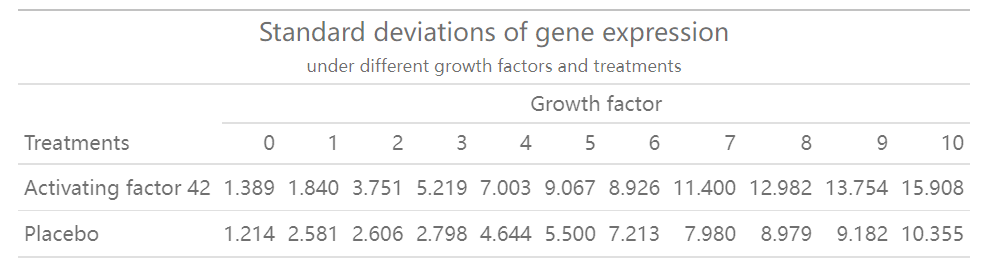 Standard deviations of gene expression
under different growth factors and treatments
Growth factor
Treatments 0 1 2 3 4 5 6 7 8 9 10
Activating factor 42 1.389 1.840 3.751 5.219 7.003 9.067 8.926 11.400 12.982 13.754 15.908
Placebo 1.214 2.581 2.606 2.798 4.644 5.500 7.213 7.980 8.979 9.182 10.355